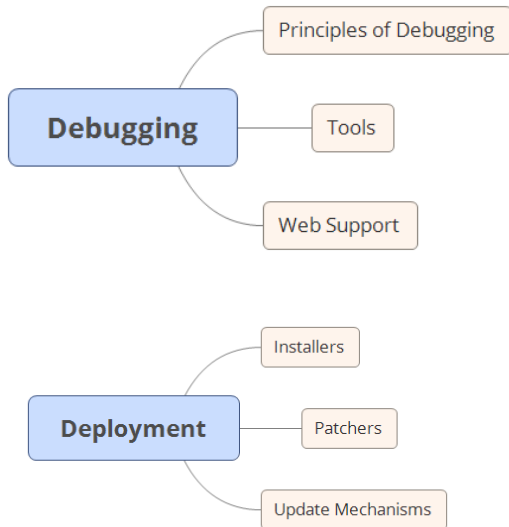 Principles of Debugging
Debugging
Tools
Web Support
Installers
Deployment
Patchers
Update Mechanisms